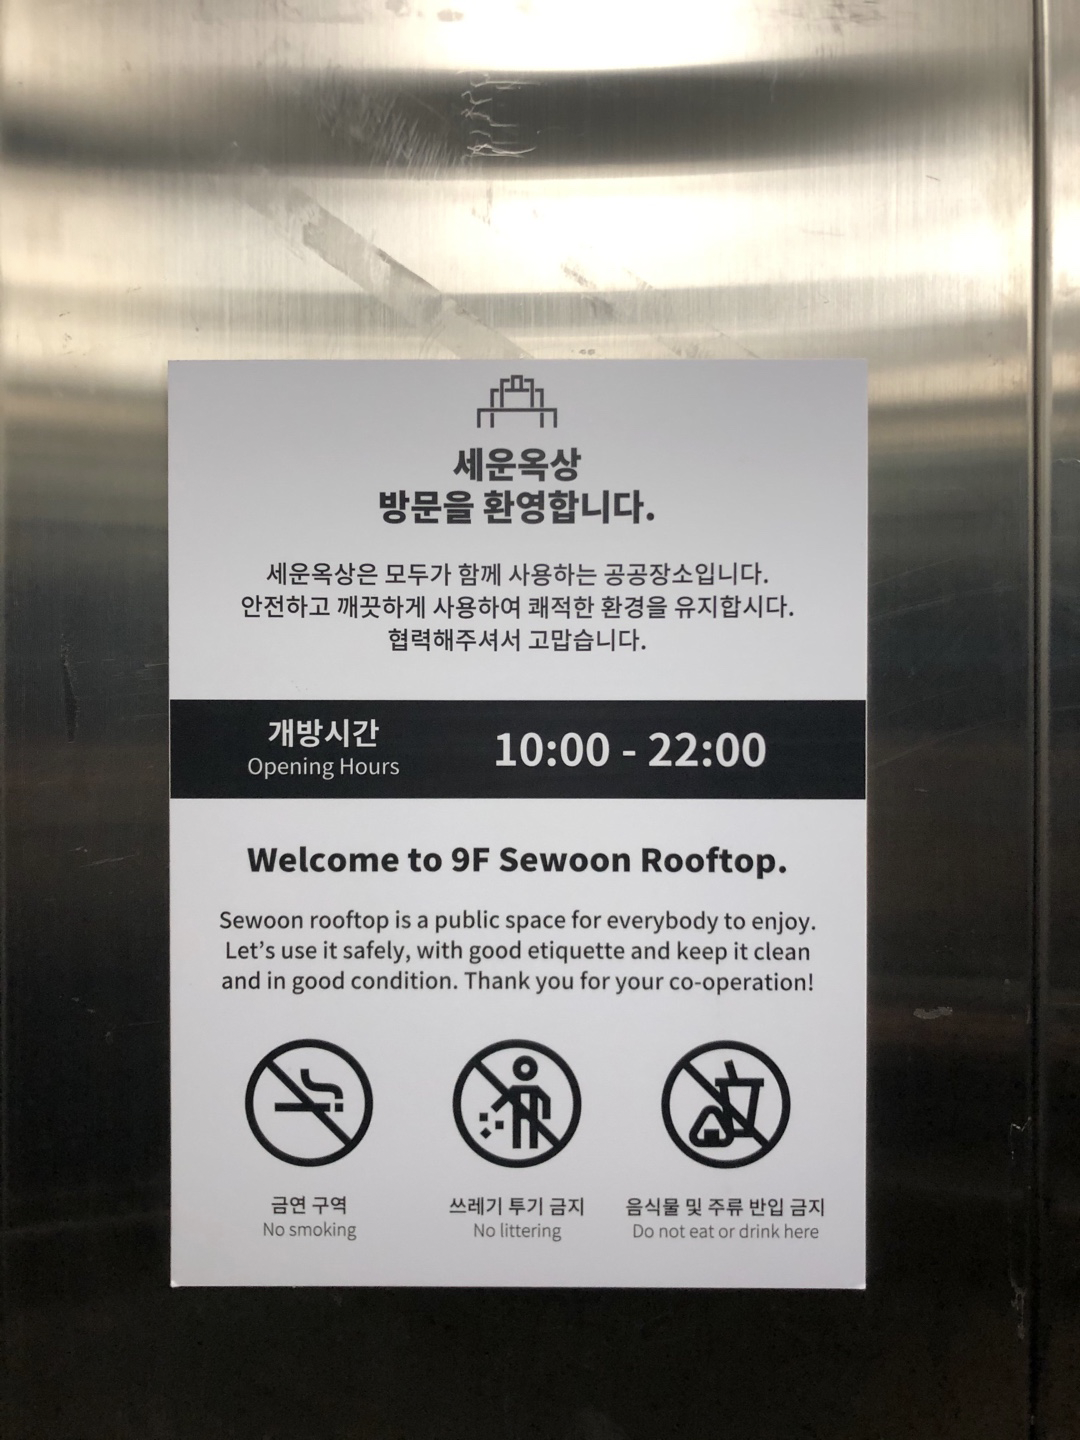 세운옥상
방문을 환영합니다.
세운옥상은 모두가 함께 사용하는 공공장소입니다.
안전하고 깨끗하게 사용하여 쾌적한 환경을 유지합시다.
협력해주셔서 고맙습니다.
개방시간 10:00 - 22:00
Opening Hours
Welcome to 9F Sewoon Rooftop.
Sewoon rooftop is a public space for everybody to enjoy.
Let's use it safely, with good etiquette and keep it clean
and in good condition. Thank you for your co-operation!
금연 구역
No smoking
쓰레기 투기 금지
No littering
음식물 및 주류 반입 금지
Do not eat or drink here